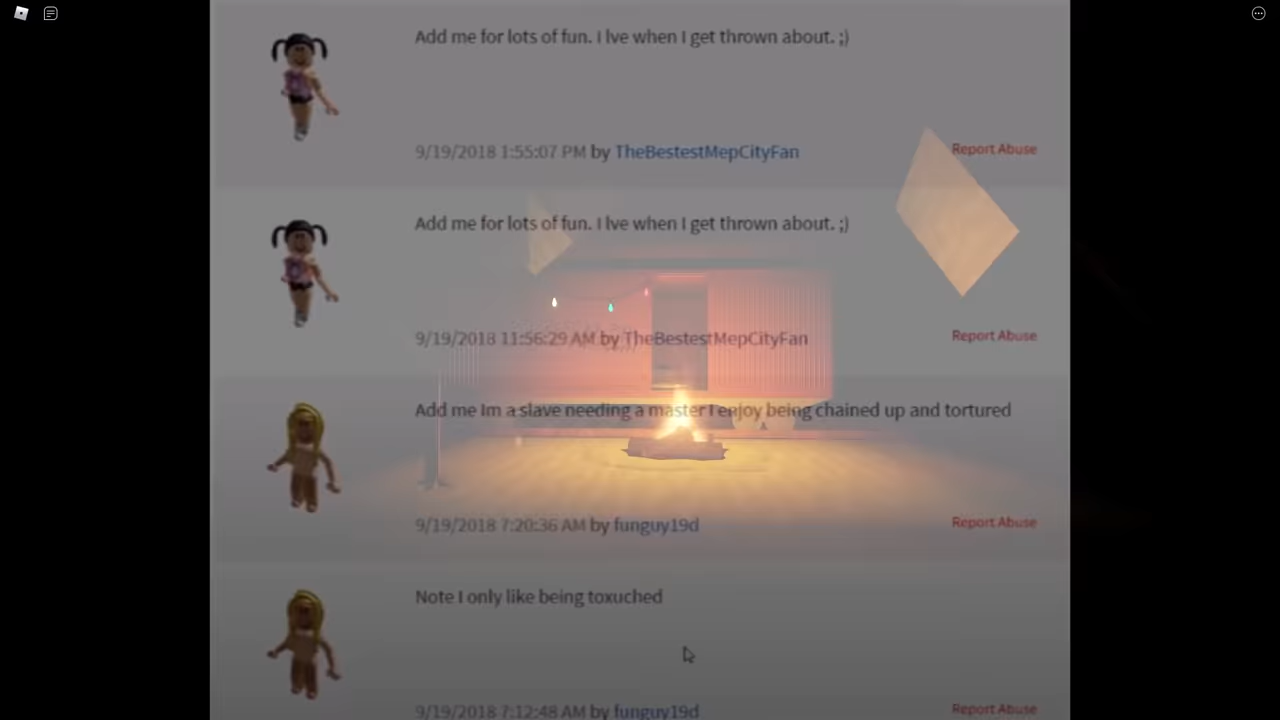 Add me for lots of fun. I lve when I get thrown about. ;)
9/19/2018 1:55:07 PM by TheBestestMepCityFan
Report Abuse
Add me for lots of fun. I lve when I get thrown about. ;)
9/19/2018 11:56:29 AM by TheBestestMepCityFan
Report Abuse
Add me Im a slave needing a master I enjoy being chained up and tortured
9/19/2018 7:20:36 AM by funguy19d
Report Abuse
Note I only like being toxuched
9/19/2018 7:12:48 AM by funguy19d
Report Abuse